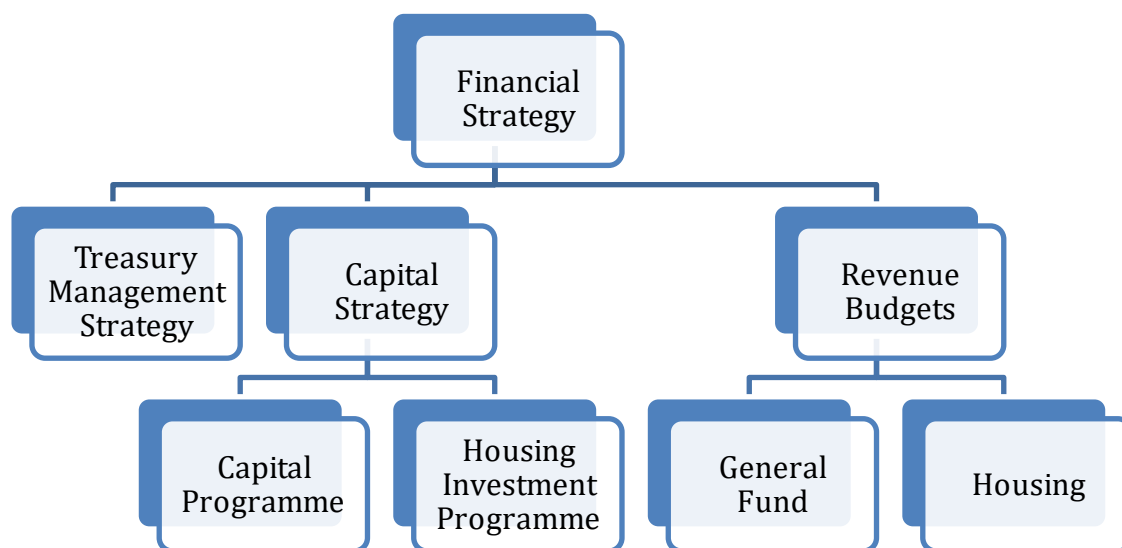 Financial
Strategy
Treasury
Management
Strategy
Capital
Strategy
Revenue
Budgets
Capital
Programme
Housing
Investment
Programme
General
Fund
Housing